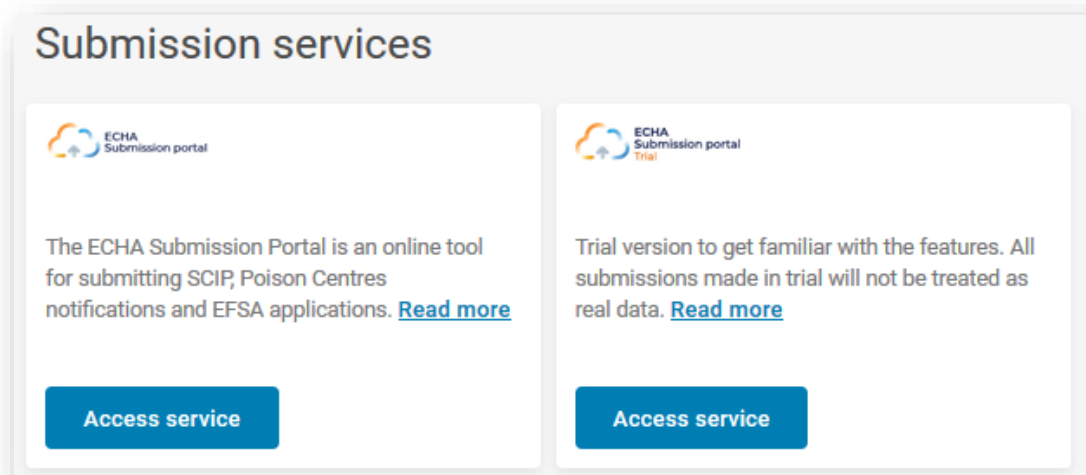 Submission services
ECHA
Submission portal
The ECHA Submission Portal is an online tool
for submitting SCIP, Poison Centres
notifications and EFSA applications. Read more
Access service
ECHA
Submission portal
Trial
Trial version to get familiar with the features. All
submissions made in trial will not be treated as
real data. Read more
Access service